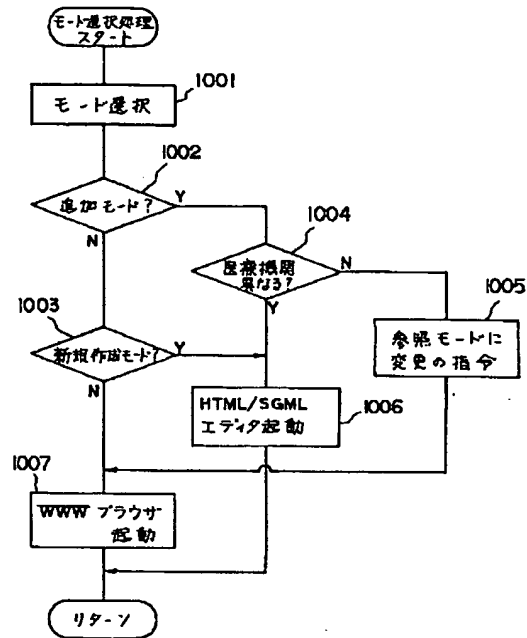 モード選択処理
スタート
1001
モード選択
1002
追加モード?
Y
N
1004
医療機関
異なる?
N
Y
1003
新規作成モード?
Y
N
1005
参照モードに
変更の指令
HTML/SGML
エディタ起動
1006
1007
WWW ブラウザ
起動
リターン